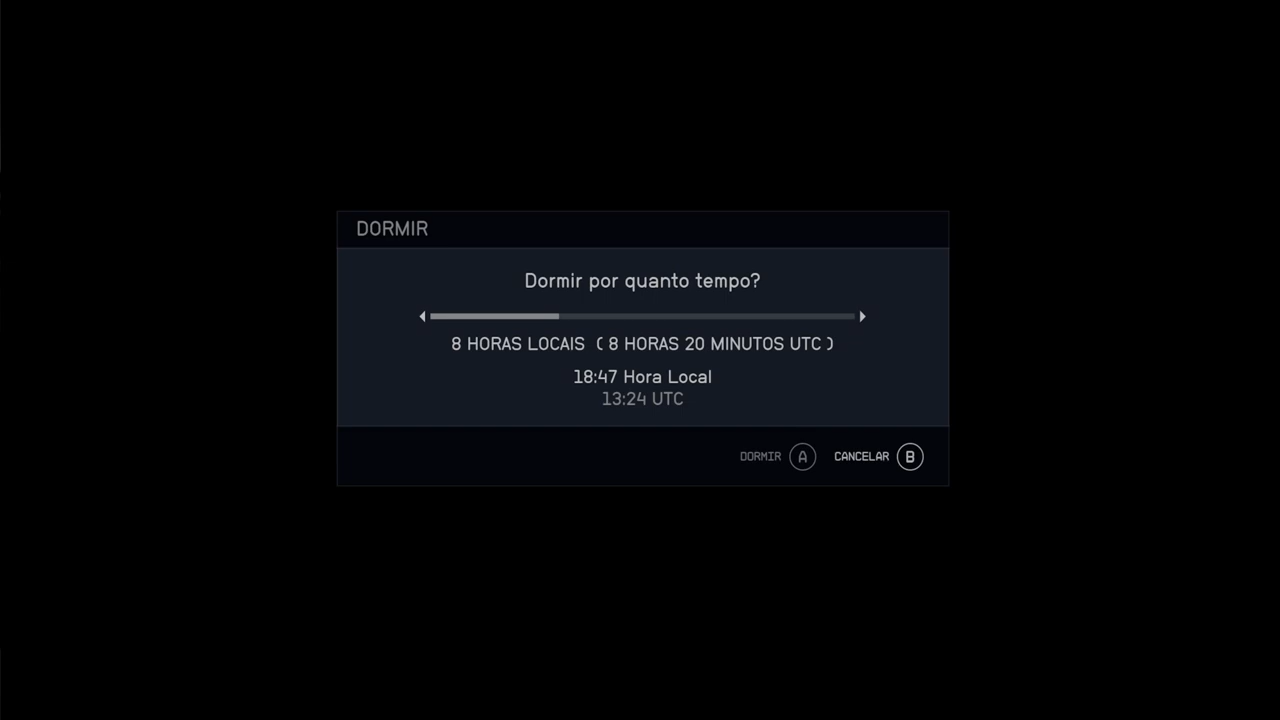 DORMIR
Dormir por quanto tempo?
8 HORAS LOCAIS ( 8 HORAS 20 MINUTOS UTC )
18:47 Hora Local
13:24 UTC
DORMIR A CANCELAR B